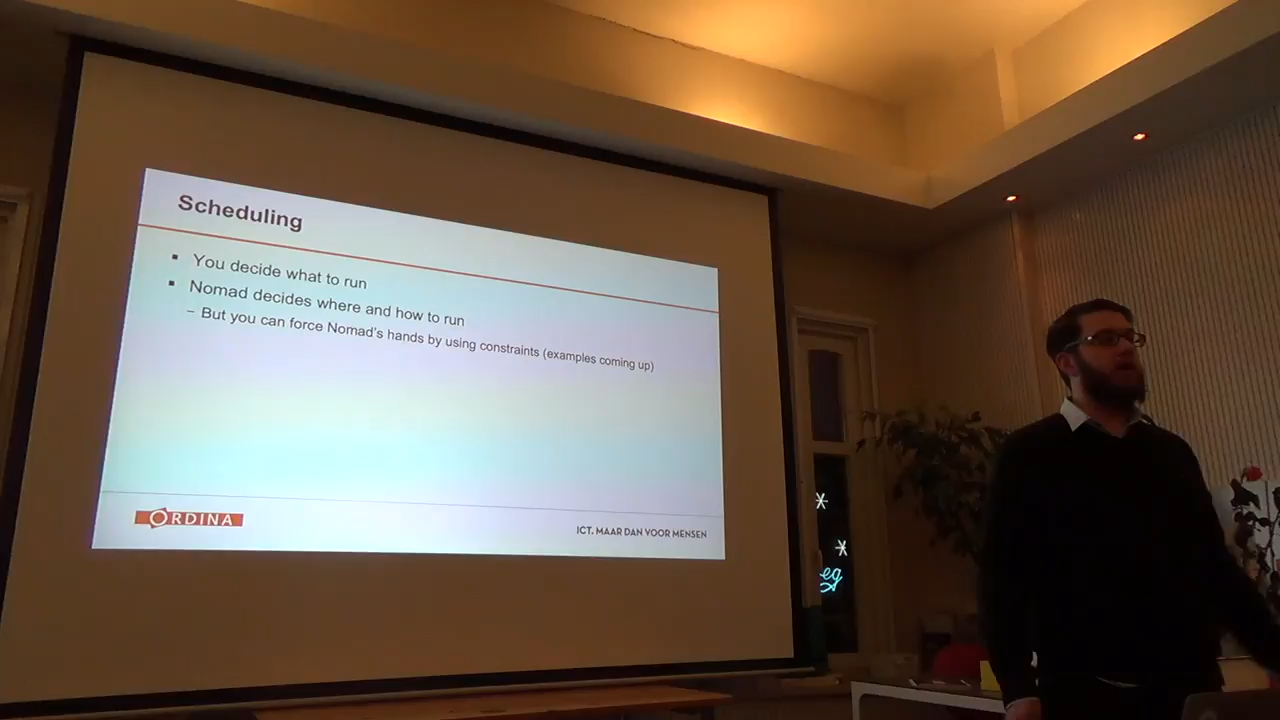 Scheduling
▪ You decide what to run
▪ Nomad decides where and how to run
– But you can force Nomad's hands by using constraints (examples coming up)
ORDINA
ICT. MAAR DAN VOOR MENSEN
eg